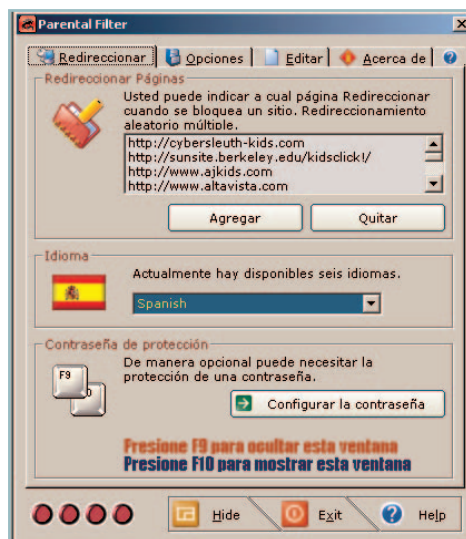 Parental Filter
Redireccionar Opciones Editar Acerca de
Redireccionar Páginas
Usted puede indicar a cual página Redireccionar
cuando se bloquea un sitio. Redireccionamiento
aleatorio múltiple.
http://cybersleuth-kids.com
http://sunsite.berkeley.edu/kidsclick!/
http://www.ajkids.com
http://www.altavista.com
Agregar Quitar
Idioma
Actualmente hay disponibles seis idiomas.
Spanish
Contraseña de protección
De manera opcional puede necesitar la
protección de una contraseña.
F9
Configurar la contraseña
Presione F9 para ocultar esta ventana
Presione F10 para mostrar esta ventana
Hide Exit Help